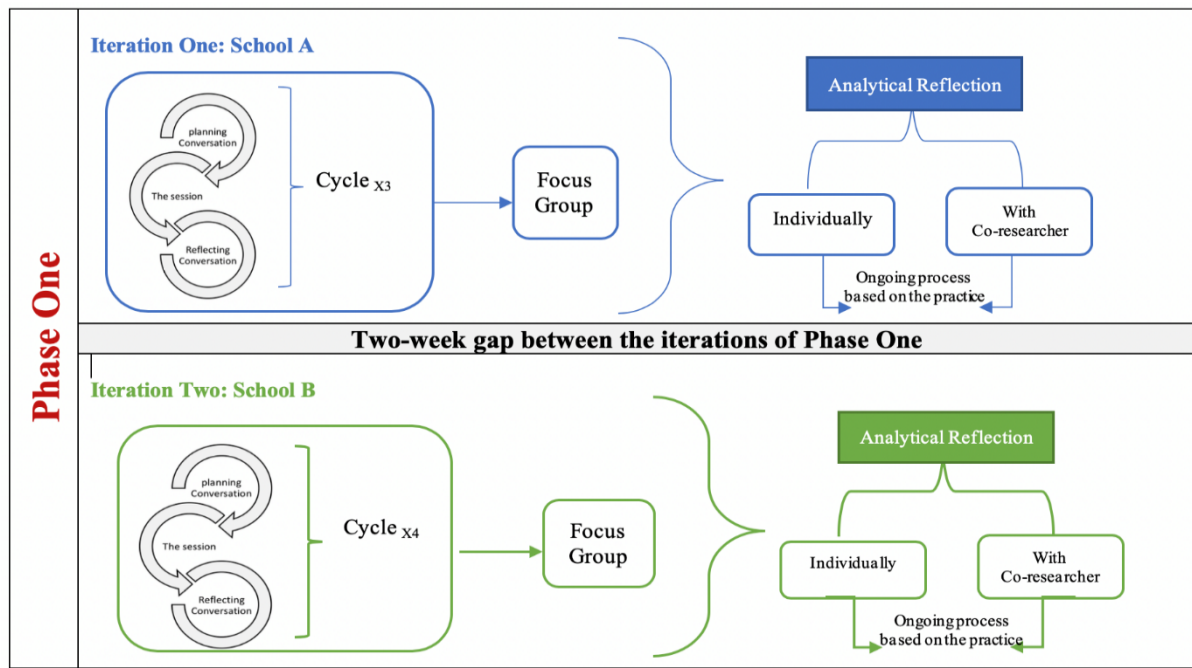 Phase One
Iteration One: School A
planning
Conversation
The session
Reflecting
Conversation
Cycle X3
Focus
Group
Analytical Reflection
Individually
With
Co-researcher
Ongoing process
based on the practice
Two-week gap between the iterations of Phase One
Iteration Two: School B
planning
Conversation
The session
Reflecting
Conversation
Cycle X4
Focus
Group
Analytical Reflection
Individually
With
Co-researcher
Ongoing process
based on the practice